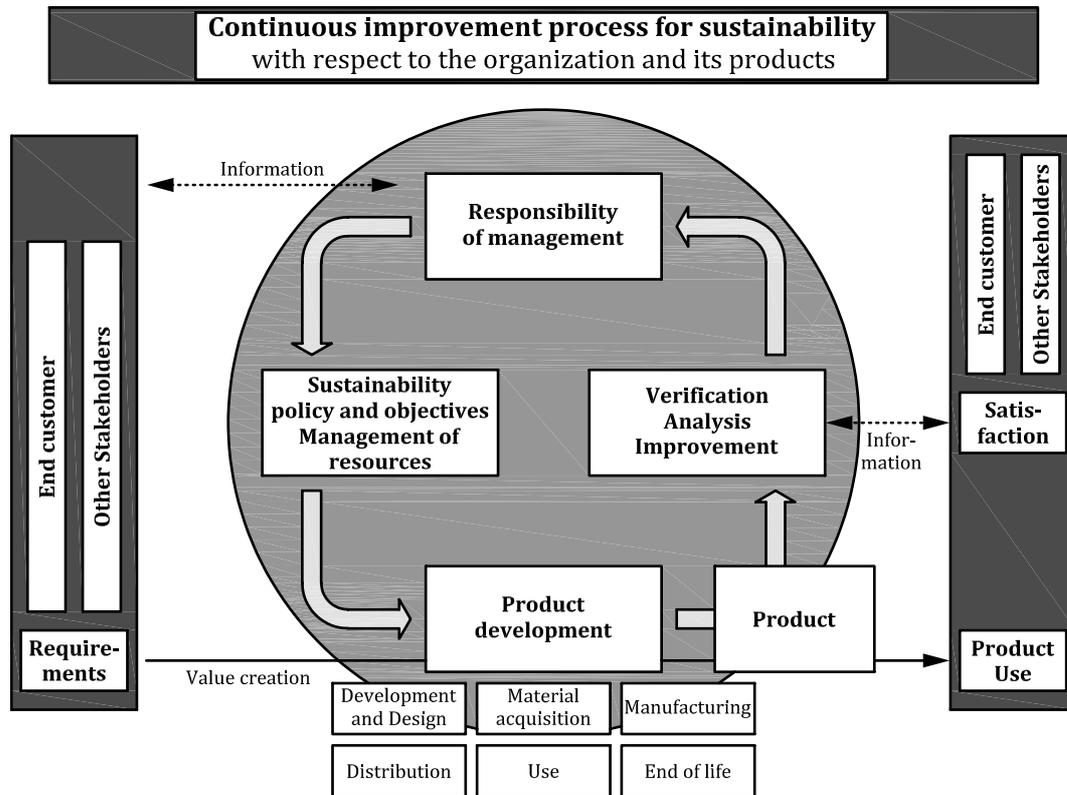 Continuous improvement process for sustainability
with respect to the organization and its products
Information
Responsibility
of management
End customer
Other Stakeholders
End customer
Other Stakeholders
Sustainability
policy and objectives
Management of
resources
Verification
Analysis
Improvement
Infor-
mation
Satis-
faction
Product
development
Product
Require-
ments
Value creation
Product
Use
Development
and Design
Material
acquisition
Manufacturing
Distribution
Use
End of life